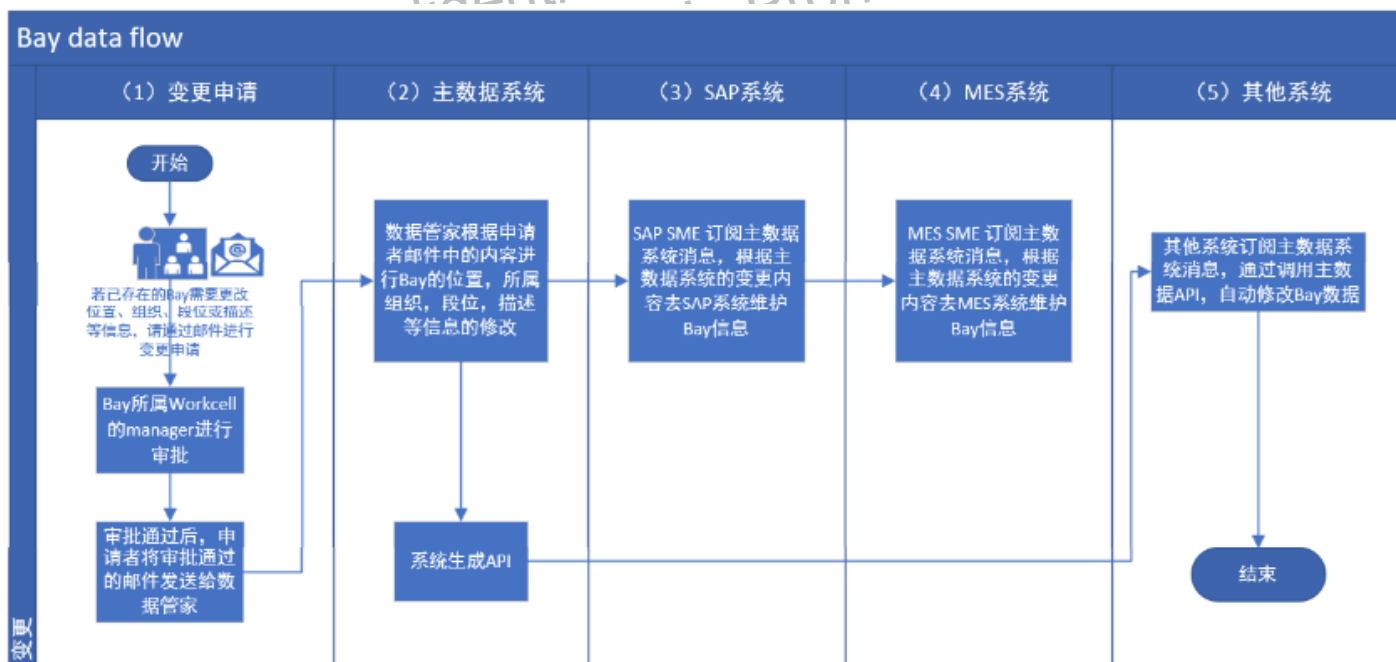 Bay data flow
（1）变更申请
（2）主数据系统
（3）SAP系统
（4）MES系统
（5）其他系统
变更
开始
若已存在的Bay需要更改
位置、组织、段位或描述
等信息，请通过邮件进行
变更申请
Bay所属Workcell
的manager进行
审批
审批通过后，申
请者将审批通过
的邮件发送给数
据管家
数据管家根据申请
者邮件中的内容进
行Bay的位置，所属
组织，段位，描述
等信息的修改
系统生成API
SAP SME 订阅主数据
系统消息，根据主
数据系统的变更内
容去SAP系统维护
Bay信息
MES SME 订阅主数
据系统消息，根据
主数据系统的变更
内容去MES系统维护
Bay信息
其他系统订阅主数据系
统消息，通过调用主数
据API，自动修改Bay数据
结束